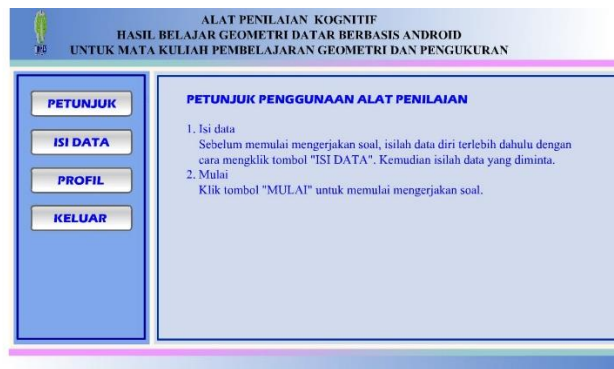 ALAT PENILAIAN KOGNITIF
HASIL BELAJAR GEOMETRI DATAR BERBASIS ANDROID
UNTUK MATA KULIAH PEMBELAJARAN GEOMETRI DAN PENGUKURAN
PETUNJUK
ISI DATA
PROFIL
KELUAR
PETUNJUK PENGGUNAAN ALAT PENILAIAN
1. Isi data
Sebelum memulai mengerjakan soal, isilah data diri terlebih dahulu dengan
cara mengklik tombol "ISI DATA". Kemudian isilah data yang diminta.
2. Mulai
Klik tombol "MULAI" untuk memulai mengerjakan soal.